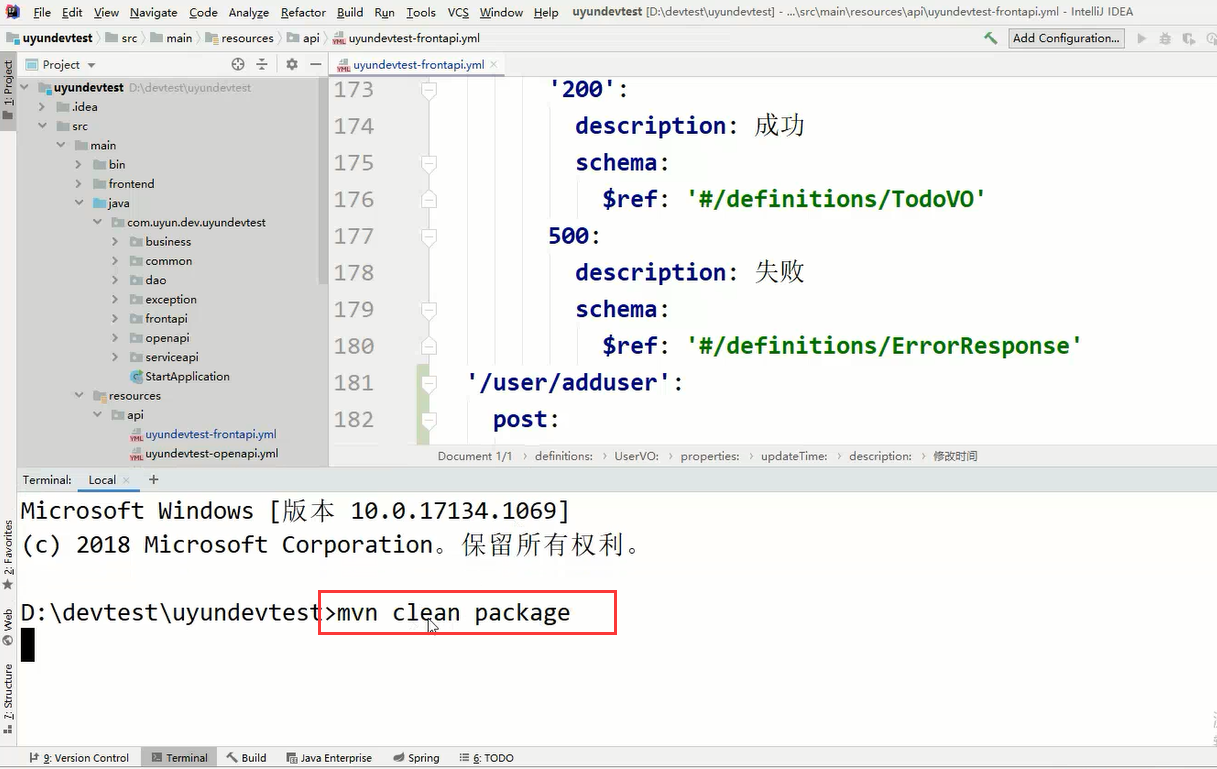 File Edit View Navigate Code Analyze Refactor Build Run Tools VCS Window Help uyundevtest [D:\devtest\uyundevtest] - ...\src\main\resources\api\uyundevtest-frontapi.yml - IntelliJ IDEA
uyundevtest src main resources api uyundevtest-frontapi.yml Add Configuration...
Project uyundevtest-frontapi.yml
1: Project
uyundevtest D:\devtest\uyundevtest
.idea
src
main
bin
frontend
java
com.uyun.dev.uyundevtest
business
common
dao
exception
frontapi
openapi
serviceapi
StartApplication
resources
api
uyundevtest-frontapi.yml
uyundevtest-openapi.yml
173 '200':
174 description: 成功
175 schema:
176 $ref: '#/definitions/TodoVO'
177 500:
178 description: 失败
179 schema:
180 $ref: '#/definitions/ErrorResponse'
181 '/user/adduser':
182 post:
Document 1/1 definitions: UserVO: properties: updateTime: description: 修改时间
Terminal: Local
Microsoft Windows [版本 10.0.17134.1069]
(c) 2018 Microsoft Corporation。保留所有权利。
D:\devtest\uyundevtest>mvn clean package
2: Favorites
Web
7: Structure
9: Version Control Terminal Build Java Enterprise Spring 6: TODO